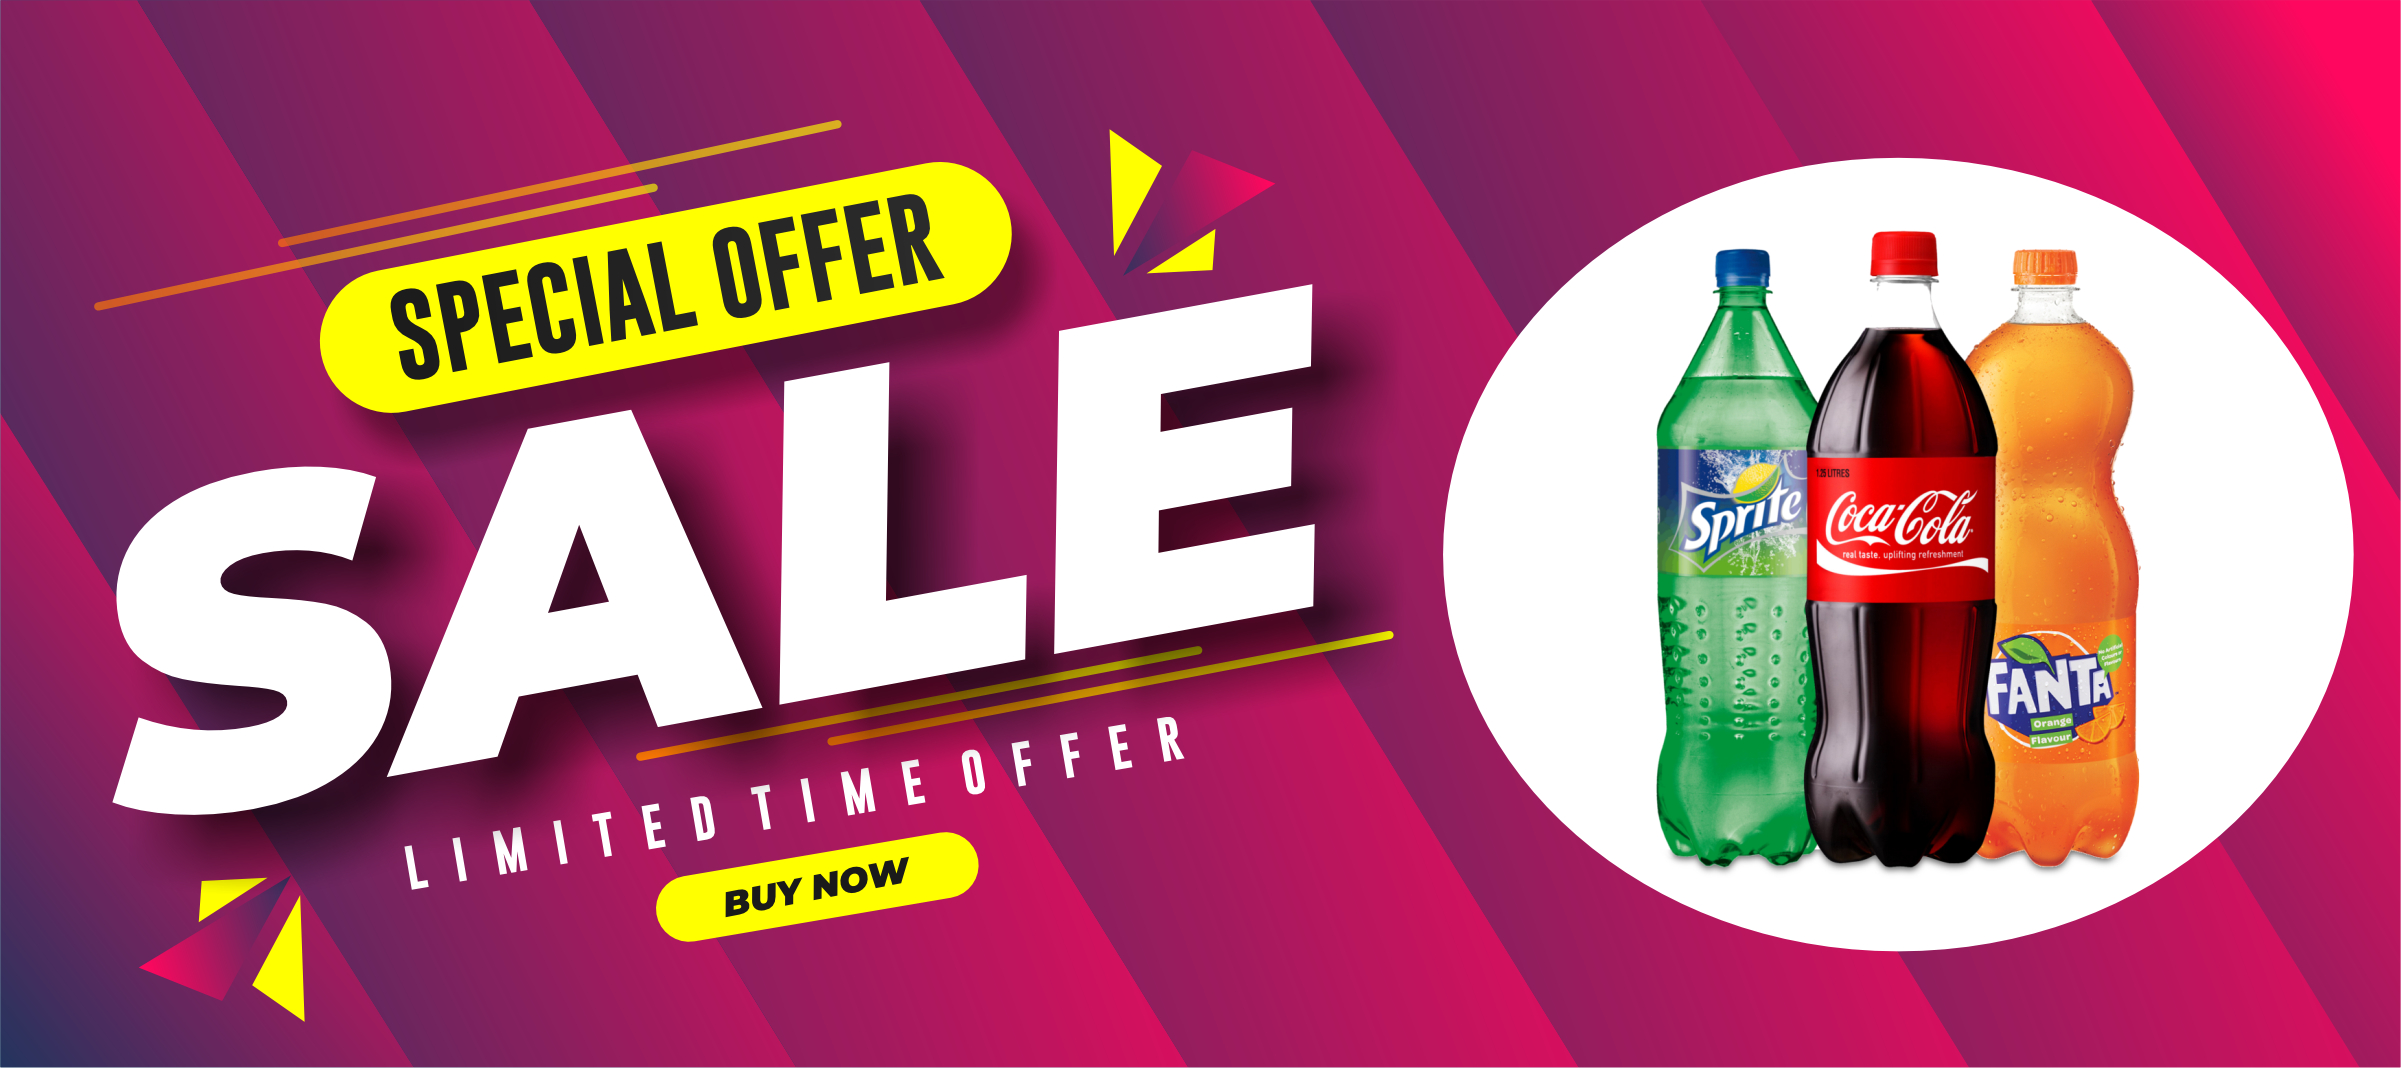 SPECIAL OFFER
SALE
LIMITED TIME OFFER
BUY NOW
Sprite
1.25 LITRES
Coca-Cola
real taste. uplifting refreshment
FANTA
Orange
Flavour